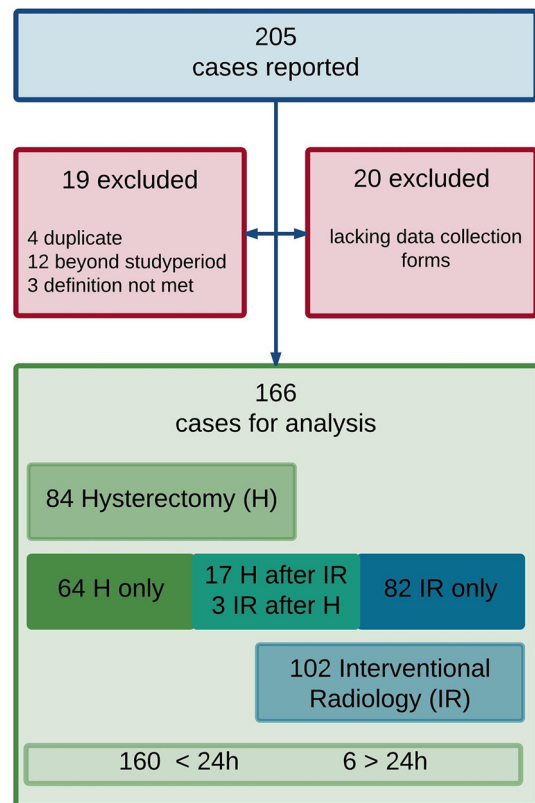 205
cases reported
19 excluded
4 duplicate
12 beyond studyperiod
3 definition not met
20 excluded
lacking data collection
forms
166
cases for analysis
84 Hysterectomy (H)
64 H only
17 H after IR
3 IR after H
82 IR only
102 Interventional
Radiology (IR)
160 < 24h
6 > 24h